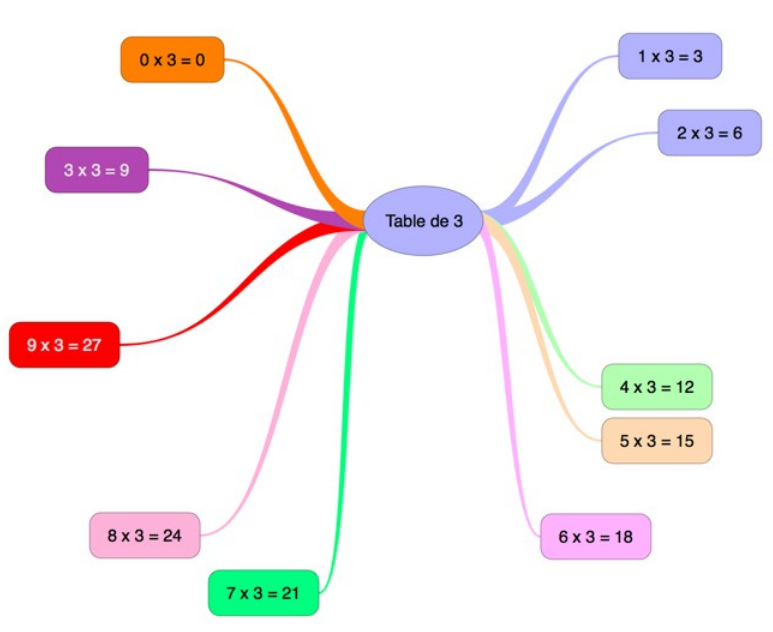 0 x 3 = 0
1 x 3 = 3
2 x 3 = 6
3 x 3 = 9
Table de 3
9 x 3 = 27
4 x 3 = 12
5 x 3 = 15
8 x 3 = 24
6 x 3 = 18
7 x 3 = 21